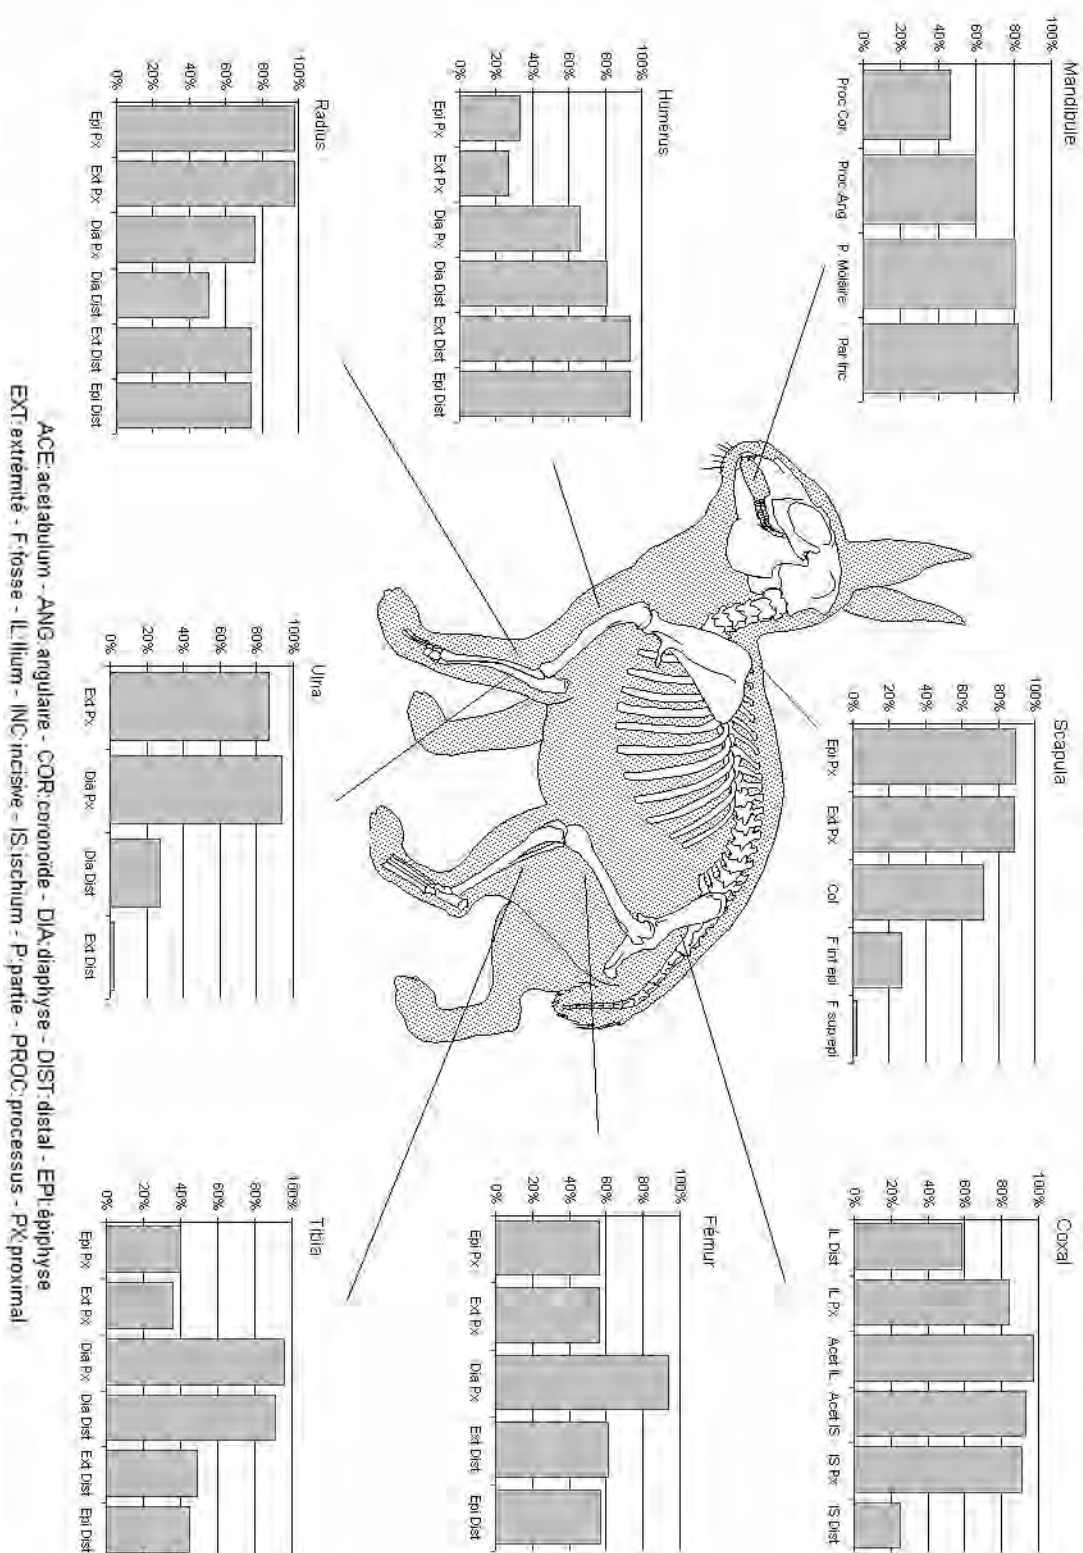 Mandibule
100%
80%
60%
40%
20%
0%
Proc Cor
Proc Ang
P. Molaire
Par Inc
Scapula
100%
80%
60%
40%
20%
0%
Epi Px
Ext Px
Col
F inf epi
F sup epi
Coxal
100%
80%
60%
40%
20%
0%
IL Dist
IL Px
Acet IL
Acet IS
IS Px
IS Dist
Humérus
100%
80%
60%
40%
20%
0%
Epi Px
Ext Px
Dia Px
Dia Dist
Ext Dist
Epi Dist
Fémur
100%
80%
60%
40%
20%
0%
Epi Px
Ext Px
Dia Px
Ext Dist
Epi Dist
Radius
100%
80%
60%
40%
20%
0%
Epi Px
Ext Px
Dia Px
Dia Dist
Ext Dist
Epi Dist
Ulna
100%
80%
60%
40%
20%
0%
Ext Px
Dia Px
Dia Dist
Ext Dist
Tibia
100%
80%
60%
40%
20%
0%
Epi Px
Ext Px
Dia Px
Dia Dist
Ext Dist
Epi Dist
ACE:acetabulum - ANG:angulaire - COR:coronoide - DIA:diaphyse - DIST:distal - EPI:épiphyse
EXT:extrémité - F:fosse - IL:Ilium - INC:incisive - IS:ischium - P:partie - PROC:processus - PX:proximal